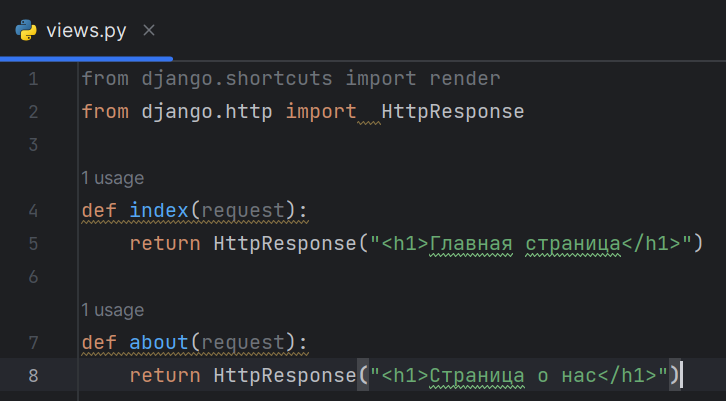 views.py
1 from django.shortcuts import render
2 from django.http import  HttpResponse
3
1 usage
4 def index(request):
5     return HttpResponse("<h1>Главная страница</h1>")
6
1 usage
7 def about(request):
8     return HttpResponse("<h1>Страница о нас</h1>")